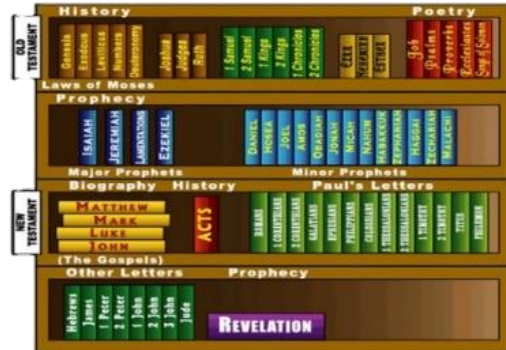 OLD TESTAMENT
History
Poetry
Genesis
Exodous
Leviticus
Numbers
Deuteronomy
Joshua
Judges
Ruth
1 Samuel
2 Samuel
1 Kings
2 Kings
1 Chronicles
2 Chronicles
EZRA
NEHEMIAH
ESTHER
Job
Psalms
Proverbs
Ecclesiastes
Song of Solomon
Laws of Moses
Prophecy
ISAIAH
JEREMIAH
LAMENTATIONS
EZEKIEL
DANIEL
HOSEA
JOEL
AMOS
OBADIAH
JONAH
MICAH
NAHUN
HABAKKUK
ZEPHANIAH
HAGGAI
ZECHARIAH
MALACHI
Major Prophets
Minor Prophets
NEW TESTAMENT
Biography
History
Paul's Letters
MATTHEW
MARK
LUKE
JOHN
ACTS
ROMANS
1 CORINTHIANS
2 CORINTHIANS
GALATIANS
EPHESIANS
PHILIPPIANS
COLOSSIANS
1 THESSALONIANS
2 THESSALONIANS
1 TIMOTHY
2 TIMOTHY
TITUS
PHILEMON
(The Gospels)
Other Letters
Prophecy
Hebrews
James
1 Peter
2 Peter
1 John
2 John
3 John
Jude
REVELATION